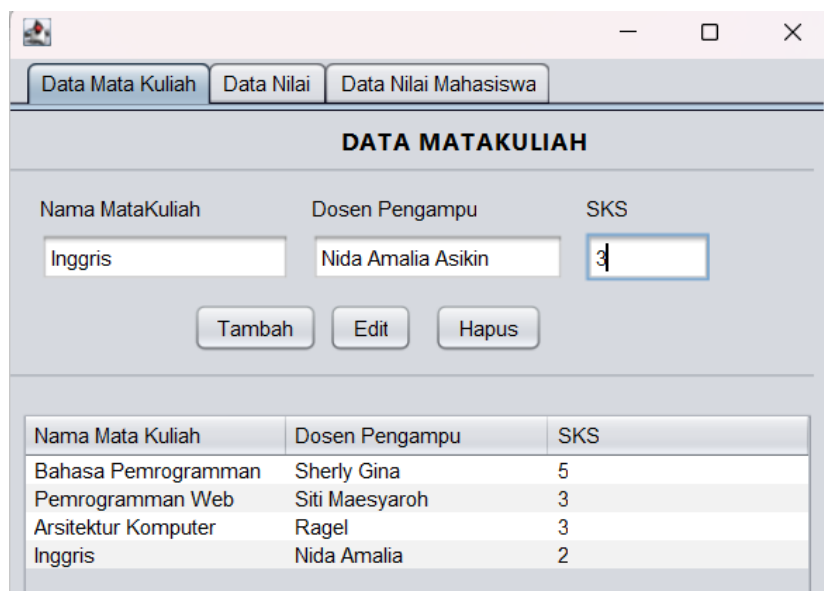 Data Mata Kuliah Data Nilai Data Nilai Mahasiswa
DATA MATAKULIAH
Nama MataKuliah Dosen Pengampu SKS
Inggris Nida Amalia Asikin 3
Tambah Edit Hapus
Nama Mata Kuliah Dosen Pengampu SKS
Bahasa Pemrogramman Sherly Gina 5
Pemrogramman Web Siti Maesyaroh 3
Arsitektur Komputer Ragel 3
Inggris Nida Amalia 2